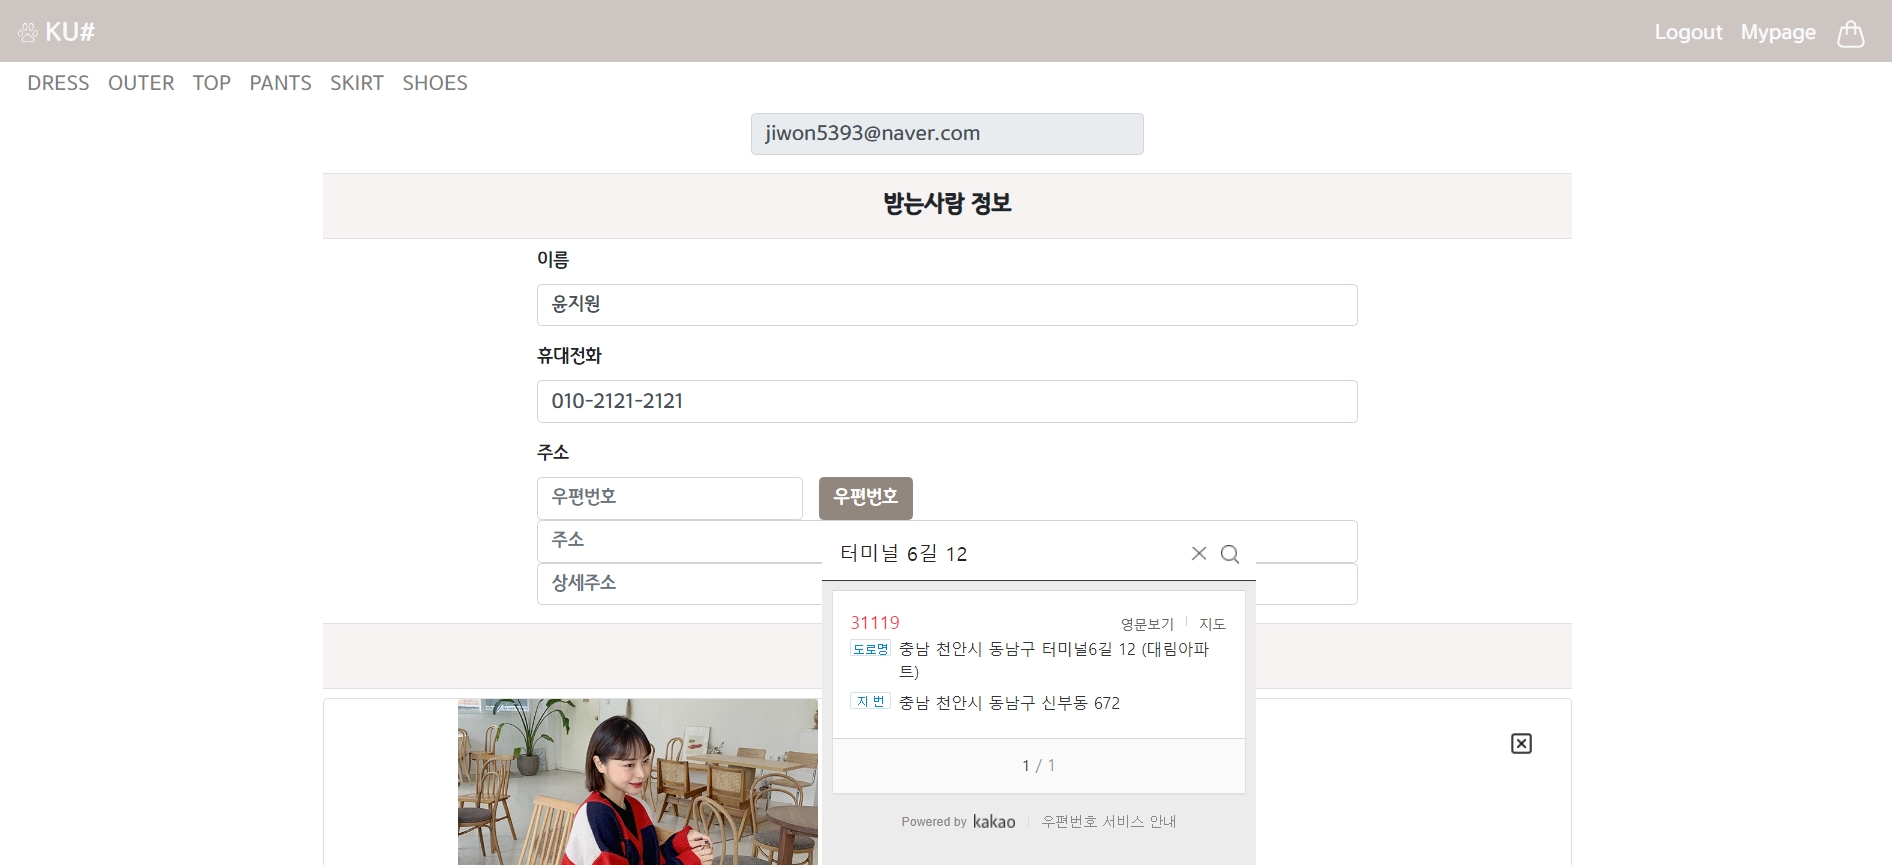 KU#
Logout Mypage
DRESS OUTER TOP PANTS SKIRT SHOES
jiwon5393@naver.com
받는사람 정보
이름
윤지원
휴대전화
010-2121-2121
주소
우편번호 우편번호
주소
상세주소
터미널 6길 12
31119 영문보기 지도
도로명 충남 천안시 동남구 터미널6길 12 (대림아파
트)
지번 충남 천안시 동남구 신부동 672
1 / 1
Powered by kakao 우편번호 서비스 안내